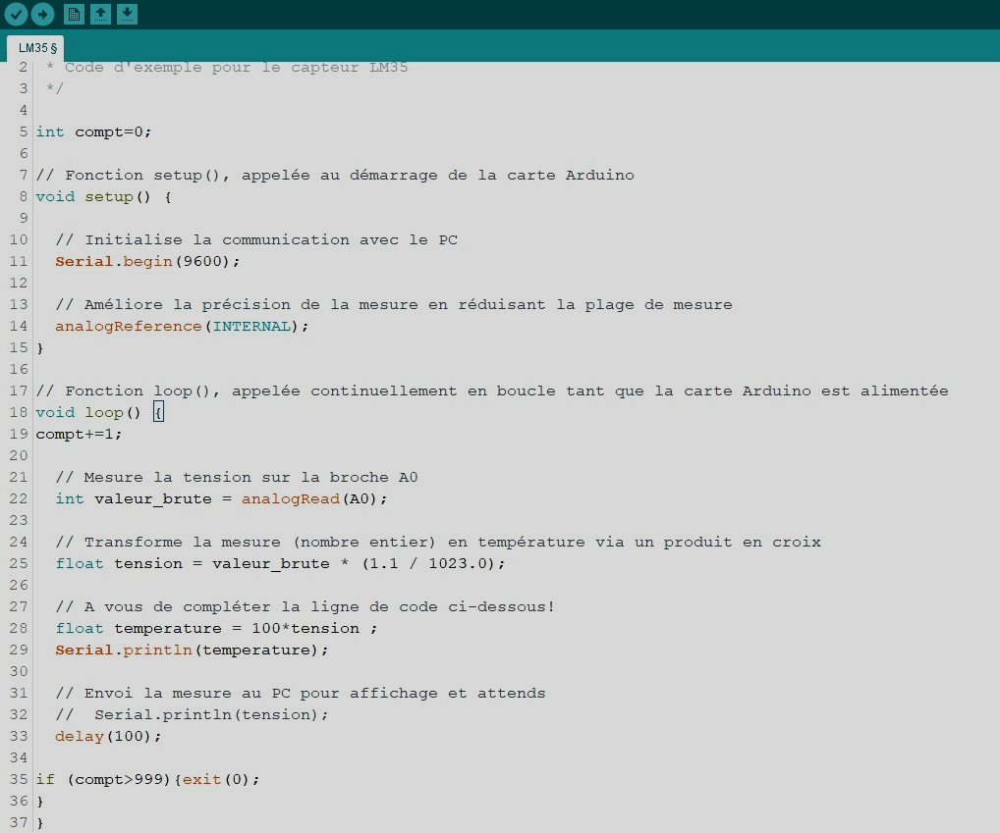 LM35 §
2 * Code d'exemple pour le capteur LM35
3 */
4
5 int compt=0;
6
7 // Fonction setup(), appelée au démarrage de la carte Arduino
8 void setup() {
9
10 // Initialise la communication avec le PC
11 Serial.begin(9600);
12
13 // Améliore la précision de la mesure en réduisant la plage de mesure
14 analogReference(INTERNAL);
15 }
16
17 // Fonction loop(), appelée continuellement en boucle tant que la carte Arduino est alimentée
18 void loop() {
19 compt+=1;
20
21 // Mesure la tension sur la broche A0
22 int valeur_brute = analogRead(A0);
23
24 // Transforme la mesure (nombre entier) en température via un produit en croix
25 float tension = valeur_brute * (1.1 / 1023.0);
26
27 // A vous de compléter la ligne de code ci-dessous!
28 float temperature = 100*tension ;
29 Serial.println(temperature);
30
31 // Envoi la mesure au PC pour affichage et attends
32 //  Serial.println(tension);
33 delay(100);
34
35 if (compt>999){exit(0);
36 }
37 }